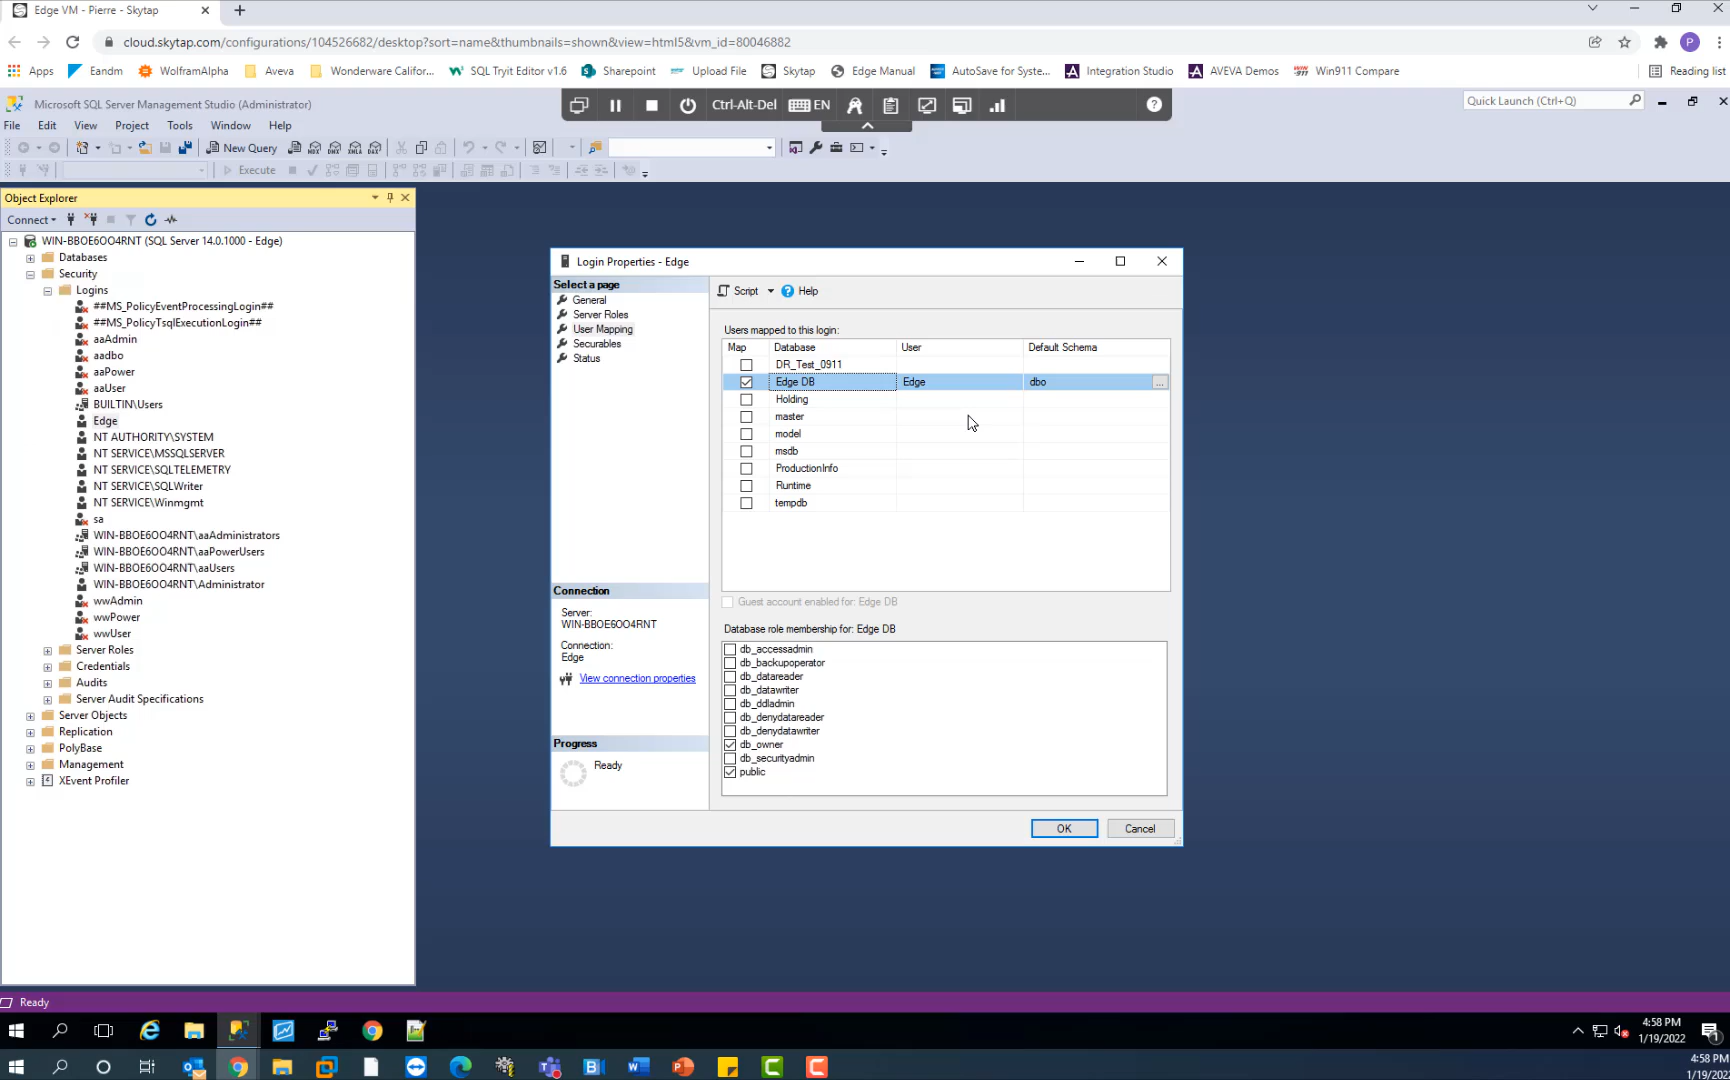 Edge VM - Pierre - Skytap
cloud.skytap.com/configurations/104526682/desktop?sort=name&thumbnails=shown&view=html5&vm_id=80046882
P
Apps Eandm WolframAlpha Aveva Wonderware Califor... SQL Tryit Editor v1.6 Sharepoint Upload File Skytap Edge Manual AutoSave for Syste... Integration Studio AVEVA Demos Win911 Compare Reading list
Microsoft SQL Server Management Studio (Administrator)
Ctrl-Alt-Del EN
Quick Launch (Ctrl+Q)
File Edit View Project Tools Window Help
New Query
Execute
Object Explorer
Connect
WIN-BBOE6OO4RNT (SQL Server 14.0.1000 - Edge)
Databases
Security
Logins
##MS_PolicyEventProcessingLogin##
##MS_PolicyTsqlExecutionLogin##
aaAdmin
aadbo
aaPower
aaUser
BUILTIN\Users
Edge
NT AUTHORITY\SYSTEM
NT SERVICE\MSSQLSERVER
NT SERVICE\SQLTELEMETRY
NT SERVICE\SQLWriter
NT SERVICE\Winmgmt
sa
WIN-BBOE6OO4RNT\aaAdministrators
WIN-BBOE6OO4RNT\aaPowerUsers
WIN-BBOE6OO4RNT\aaUsers
WIN-BBOE6OO4RNT\Administrator
wwAdmin
wwPower
wwUser
Server Roles
Credentials
Audits
Server Audit Specifications
Server Objects
Replication
PolyBase
Management
XEvent Profiler
Login Properties - Edge
Select a page
General
Server Roles
User Mapping
Securables
Status
Connection
Server:
WIN-BBOE6OO4RNT
Connection:
Edge
View connection properties
Progress
Ready
Script Help
Users mapped to this login:
Map Database User Default Schema
DR_Test_0911
Edge DB Edge dbo ...
Holding
master
model
msdb
ProductionInfo
Runtime
tempdb
Guest account enabled for: Edge DB
Database role membership for: Edge DB
db_accessadmin
db_backupoperator
db_datareader
db_datawriter
db_ddladmin
db_denydatareader
db_denydatawriter
db_owner
db_securityadmin
public
OK Cancel
Ready
4:58 PM
1/19/2022
1
4:58 PM
1/19/202